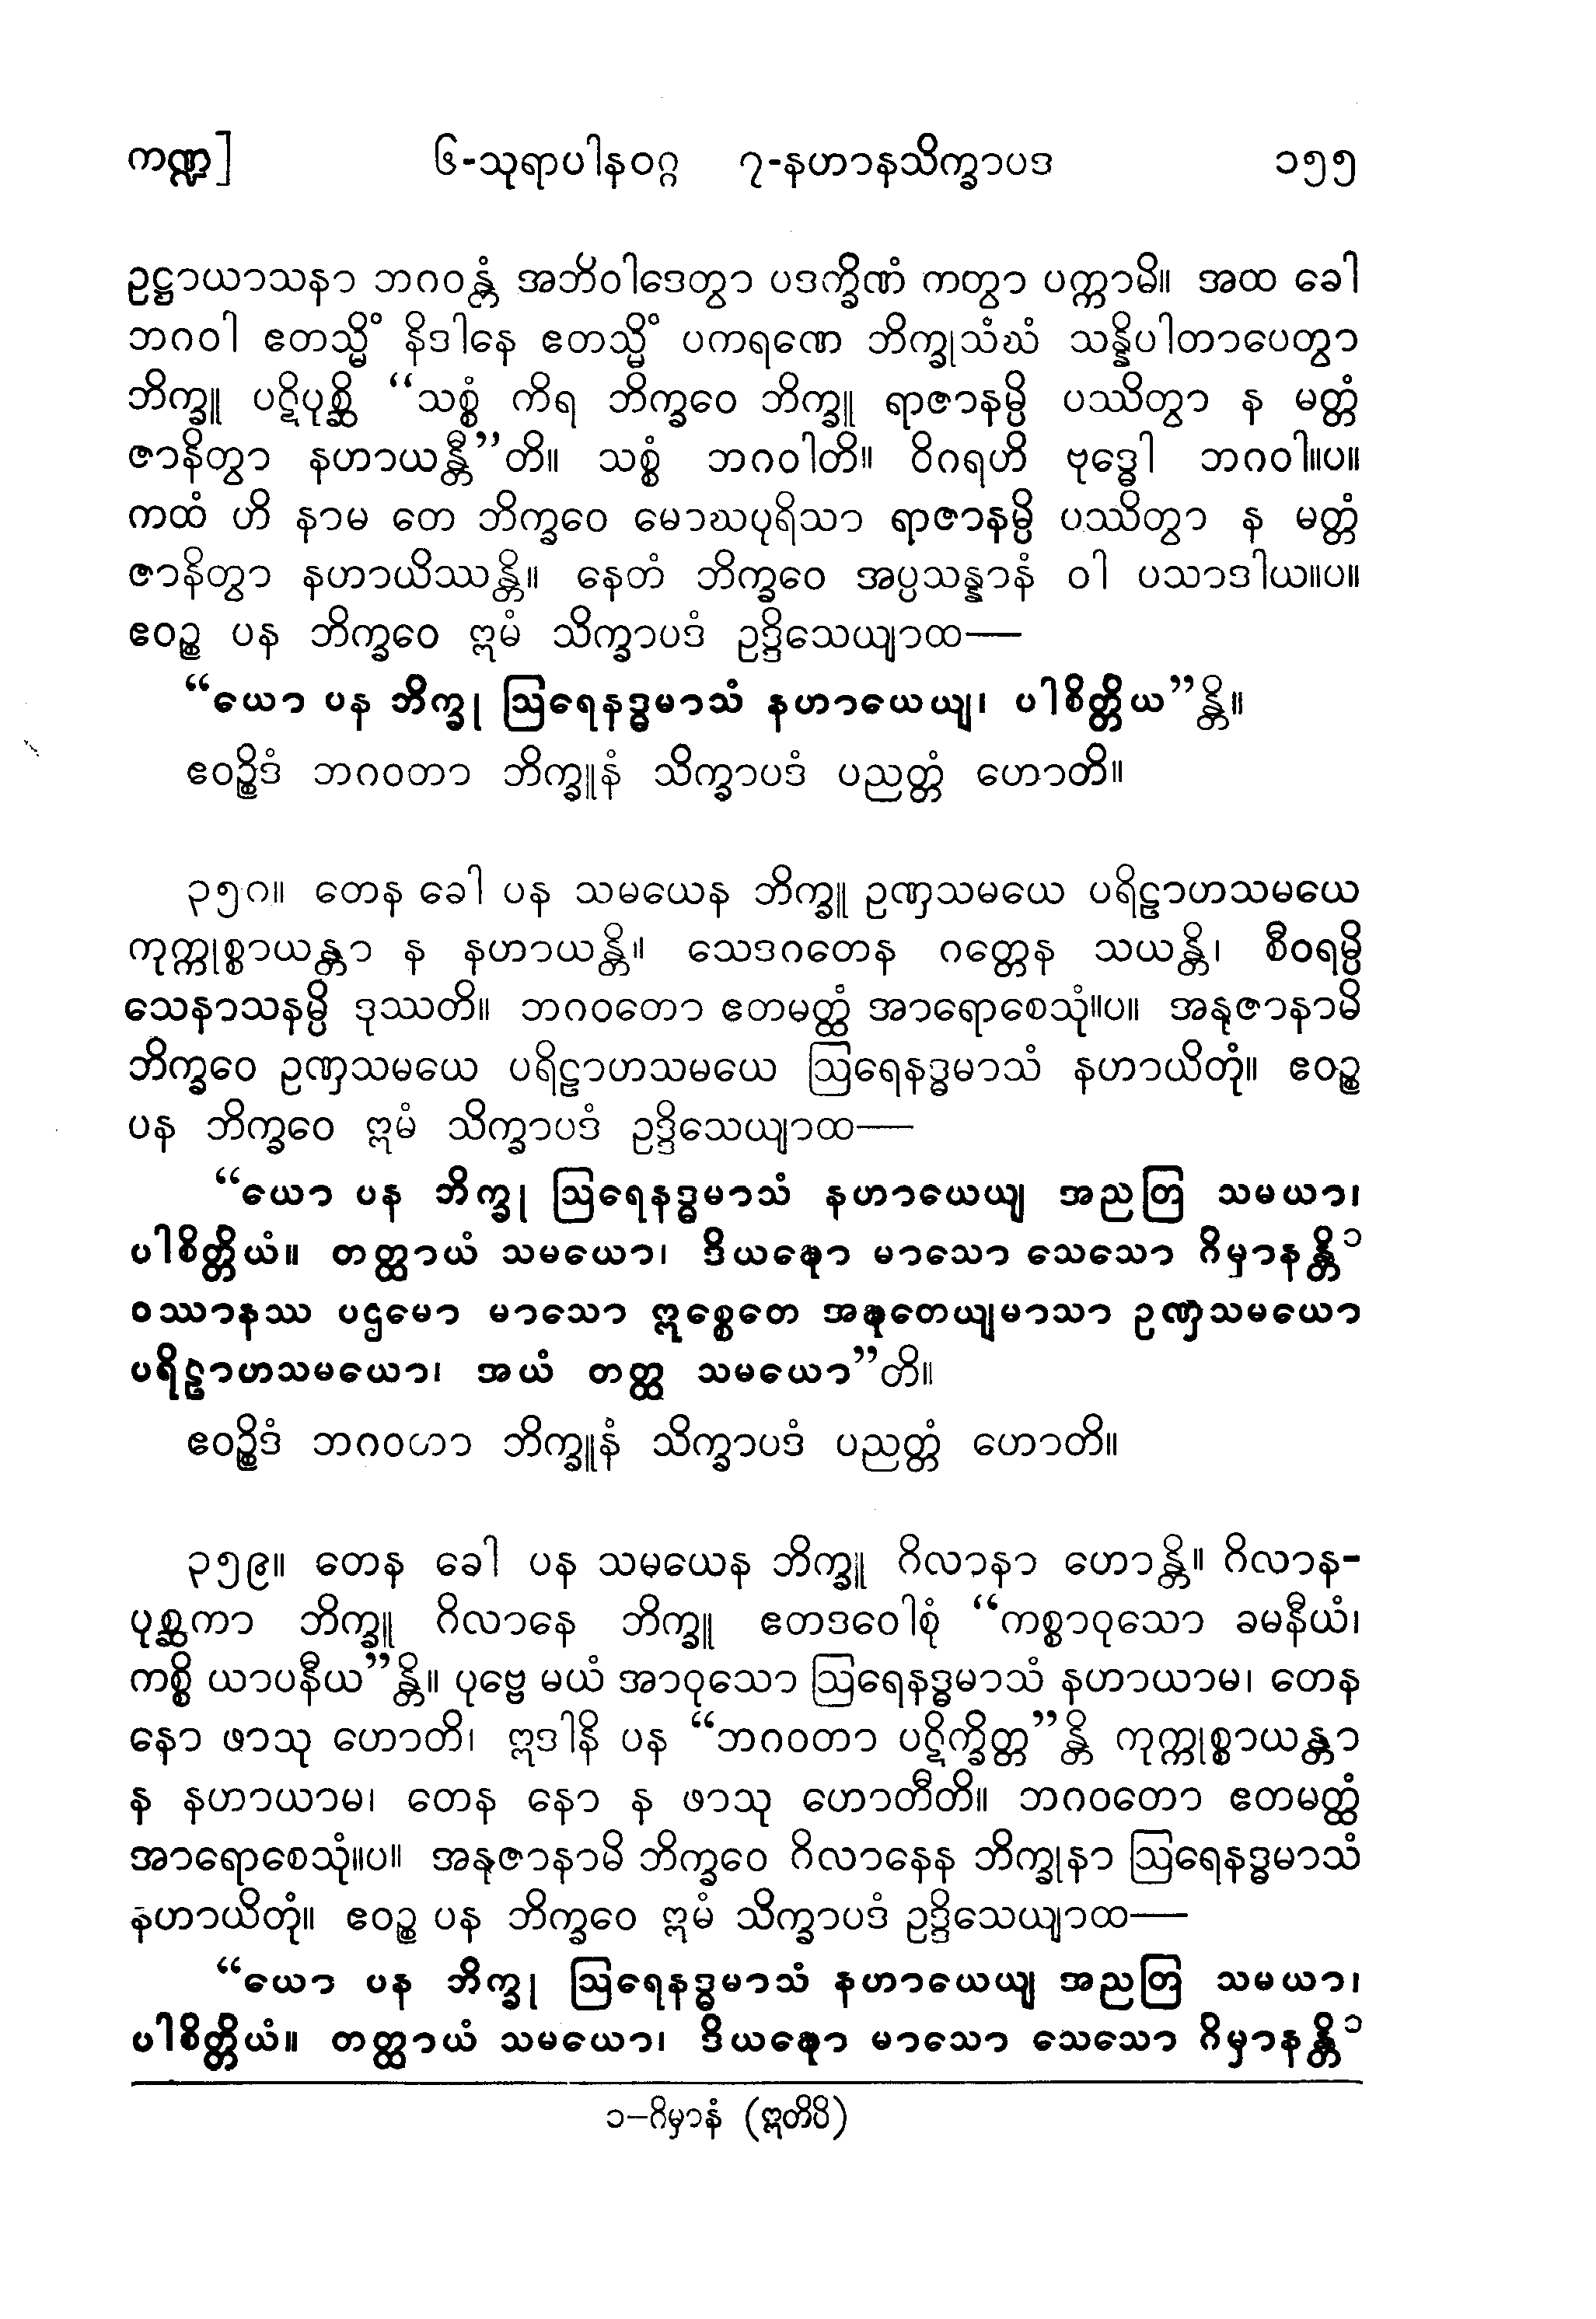 ကဏ္ဍ] ၆-သုရာပါနဝဂ္ဂ ၇-နဟာနသိက္ခာပဒ ၁၅၅
ဥဋ္ဌာယာသနာ ဘဂဝန္တံ အဘိဝါဒေတွာ ပဒက္ခိဏံ ကတွာ ပက္ကာမိ။ အထ ခေါ
ဘဂဝါ ဧတသ္မိံ နိဒါနေ ဧတသ္မိံ ပကရဏေ ဘိက္ခုသံဃံ သန္နိပါတာပေတွာ
ဘိက္ခူ ပဋိပုစ္ဆိ “သစ္စံ ကိရ ဘိက္ခဝေ ဘိက္ခူ ရာဇာနမ္ပိ ပဿိတွာ န မတ္တံ
ဇာနိတွာ နဟာယန္တီ”တိ။ သစ္စံ ဘဂဝါတိ။ ဝိဂရဟိ ဗုဒ္ဓေါ ဘဂဝါ။ပ။
ကထံ ဟိ နာမ တေ ဘိက္ခဝေ မောဃပုရိသာ ရာဇာနမ္ပိ ပဿိတွာ န မတ္တံ
ဇာနိတွာ နဟာယိဿန္တိ။ နေတံ ဘိက္ခဝေ အပ္ပသန္နာနံ ဝါ ပသာဒါယ။ပ။
ဧဝဉ္စ ပန ဘိက္ခဝေ ဣမံ သိက္ခာပဒံ ဥဒ္ဒိသေယျာထ—
“ယော ပန ဘိက္ခု ဩရေနဒ္ဓမာသံ နဟာယေယျ၊ ပါစိတ္တိယ”န္တိ။
ဧဝဉ္စိဒံ ဘဂဝတာ ဘိက္ခူနံ သိက္ခာပဒံ ပညတ္တံ ဟောတိ။
၃၅၈။ တေန ခေါ ပန သမယေန ဘိက္ခူ ဥဏှသမယေ ပရိဠာဟသမယေ
ကုက္ကုစ္စာယန္တာ န နဟာယန္တိ။ သေဒဂတေန ဂတ္တေန သယန္တိ၊ စီဝရမ္ပိ
သေနာသနမ္ပိ ဒုဿတိ။ ဘဂဝတော ဧတမတ္ထံ အာရောစေသုံ။ပ။ အနုဇာနာမိ
ဘိက္ခဝေ ဥဏှသမယေ ပရိဠာဟသမယေ ဩရေနဒ္ဓမာသံ နဟာယိတုံ။ ဧဝဉ္စ
ပန ဘိက္ခဝေ ဣမံ သိက္ခာပဒံ ဥဒ္ဒိသေယျာထ—
“ယော ပန ဘိက္ခု ဩရေနဒ္ဓမာသံ နဟာယေယျ အညတြ သမယာ၊
ပါစိတ္တိယံ။ တတ္ထာယံ သမယော၊ ဒိယဍ္ဎော မာသော သေသော ဂိမှာနန္တိ၁
ဝဿာနဿ ပဌမော မာသော ဣစ္စေတေ အဍ္ဎတေယျမာသာ ဥဏှသမယော
ပရိဠာဟသမယော၊ အယံ တတ္ထ သမယော”တိ။
ဧဝဉ္စိဒံ ဘဂဝတာ ဘိက္ခူနံ သိက္ခာပဒံ ပညတ္တံ ဟောတိ။
၃၅၉။ တေန ခေါ ပန သမယေန ဘိက္ခူ ဂိလာနာ ဟောန္တိ။ ဂိလာန-
ပုစ္ဆကာ ဘိက္ခူ ဂိလာနေ ဘိက္ခူ ဧတဒဝေါစုံ “ကစ္စာဝုသော ခမနီယံ၊
ကစ္စိ ယာပနီယ”န္တိ။ ပုဗ္ဗေ မယံ အာဝုသော ဩရေနဒ္ဓမာသံ နဟာယာမ၊ တေန
နော ဖာသု ဟောတိ၊ ဣဒါနိ ပန “ဘဂဝတာ ပဋိက္ခိတ္တ”န္တိ ကုက္ကုစ္စာယန္တာ
န နဟာယာမ၊ တေန နော န ဖာသု ဟောတီတိ။ ဘဂဝတော ဧတမတ္ထံ
အာရောစေသုံ။ပ။ အနုဇာနာမိ ဘိက္ခဝေ ဂိလာနေန ဘိက္ခုနာ ဩရေနဒ္ဓမာသံ
နဟာယိတုံ။ ဧဝဉ္စ ပန ဘိက္ခဝေ ဣမံ သိက္ခာပဒံ ဥဒ္ဒိသေယျာထ—
“ယော ပန ဘိက္ခု ဩရေနဒ္ဓမာသံ နဟာယေယျ အညတြ သမယာ၊
ပါစိတ္တိယံ။ တတ္ထာယံ သမယော၊ ဒိယဍ္ဎော မာသော သေသော ဂိမှာနန္တိ၁
၁—ဂိမှာနံ (ဣတိပိ)